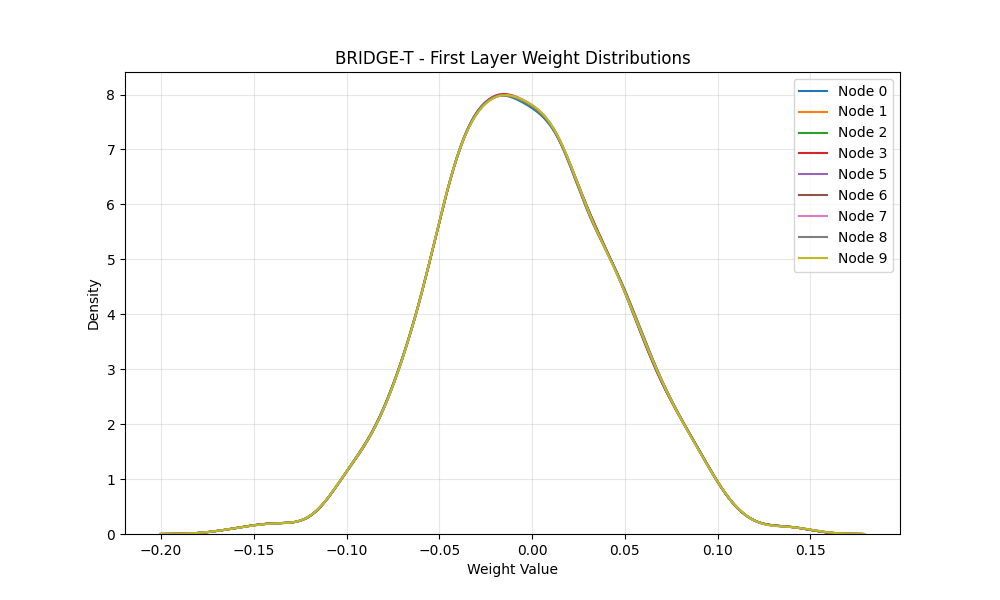 BRIDGE-T - First Layer Weight Distributions
Node 0
Node 1
Node 2
Node 3
Node 5
Node 6
Node 7
Node 8
Node 9
Density
8
7
6
5
4
3
2
1
0
−0.20 −0.15 −0.10 −0.05 0.00 0.05 0.10 0.15
Weight Value